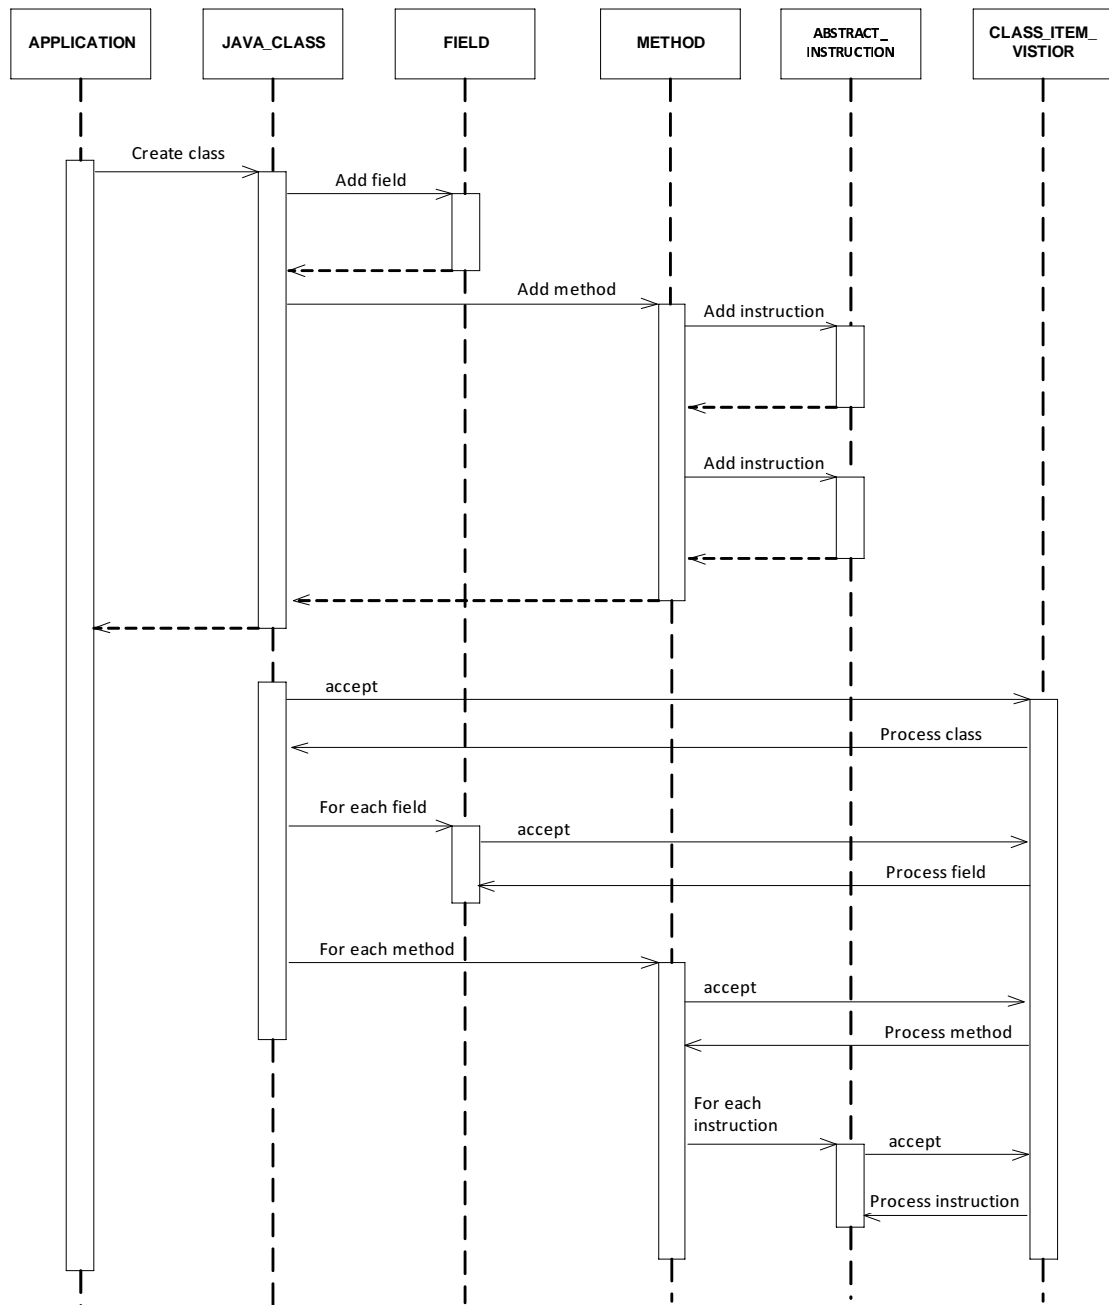 APPLICATION
JAVA_CLASS
FIELD
METHOD
ABSTRACT_
INSTRUCTION
CLASS_ITEM_
VISTIOR
Create class
Add field
Add method
Add instruction
Add instruction
accept
Process class
For each field
accept
Process field
For each method
accept
Process method
For each
instruction
accept
Process instruction